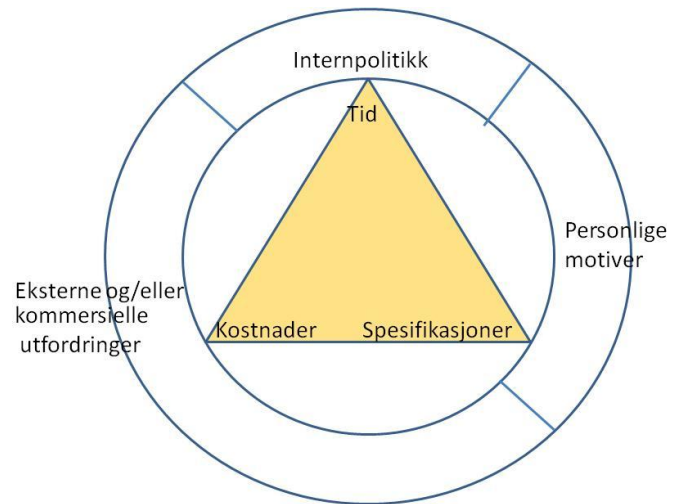 Internpolitikk
Tid
Personlige
motiver
Eksterne og/eller
kommersielle
utfordringer
Kostnader
Spesifikasjoner